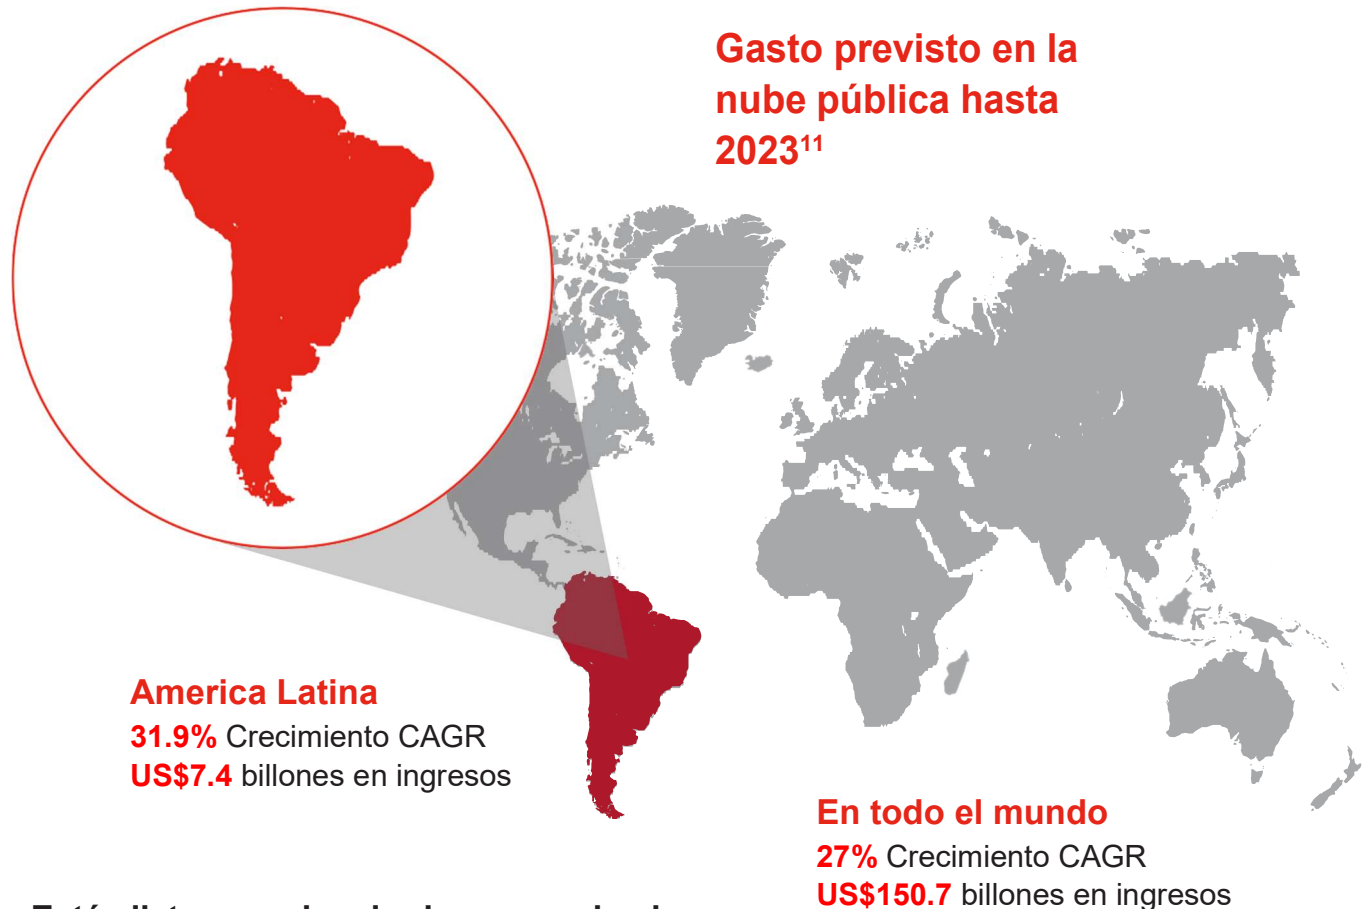 Gasto previsto en la
nube pública hasta
2023¹¹
America Latina
31.9% Crecimiento CAGR
US$7.4 billones en ingresos
En todo el mundo
27% Crecimiento CAGR
US$150.7 billones en ingresos